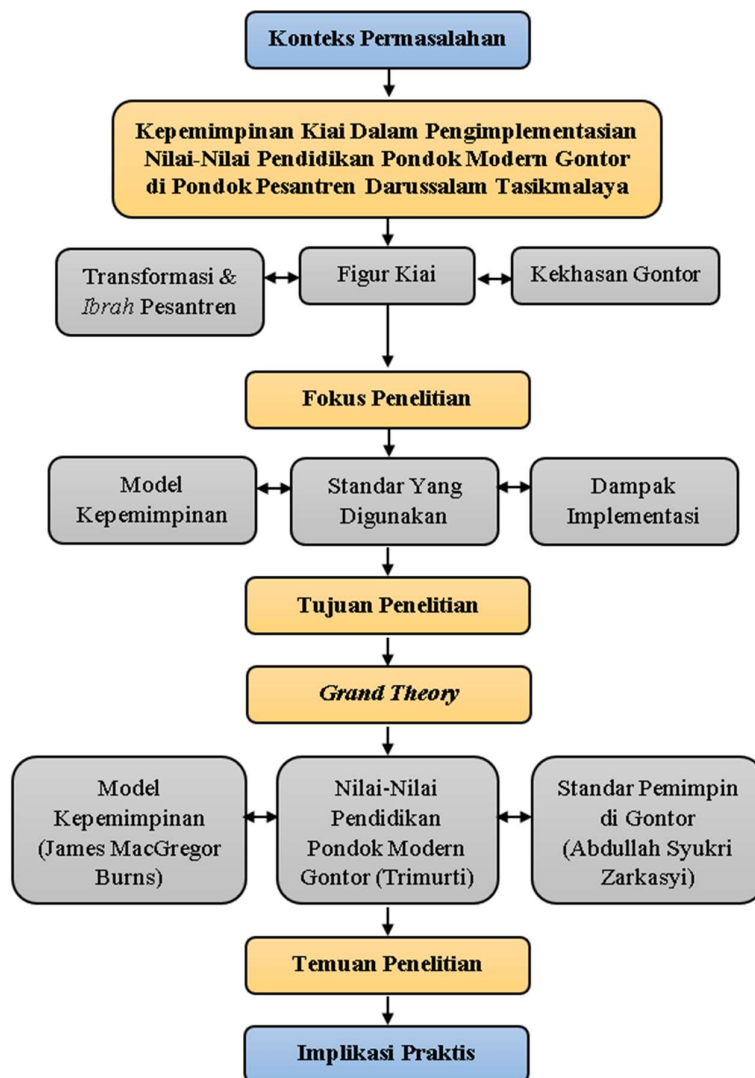 Konteks Permasalahan
Kepemimpinan Kiai Dalam Pengimplementasian
Nilai-Nilai Pendidikan Pondok Modern Gontor
di Pondok Pesantren Darussalam Tasikmalaya
Transformasi &
Ibrah Pesantren
Figur Kiai
Kekhasan Gontor
Fokus Penelitian
Model
Kepemimpinan
Standar Yang
Digunakan
Dampak
Implementasi
Tujuan Penelitian
Grand Theory
Model
Kepemimpinan
(James MacGregor
Burns)
Nilai-Nilai
Pendidikan
Pondok Modern
Gontor (Trimurti)
Standar Pemimpin
di Gontor
(Abdullah Syukri
Zarkasyi)
Temuan Penelitian
Implikasi Praktis